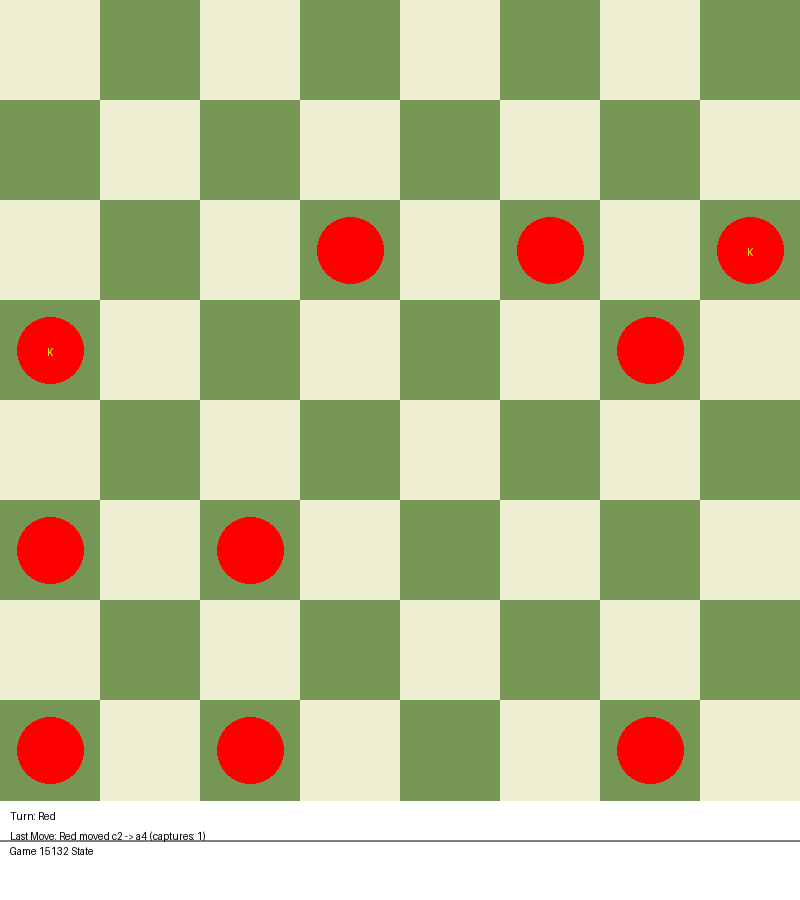 K
K
Turn: Red
Last Move: Red moved c2 -> a4 (captures: 1)
Game 15132 State